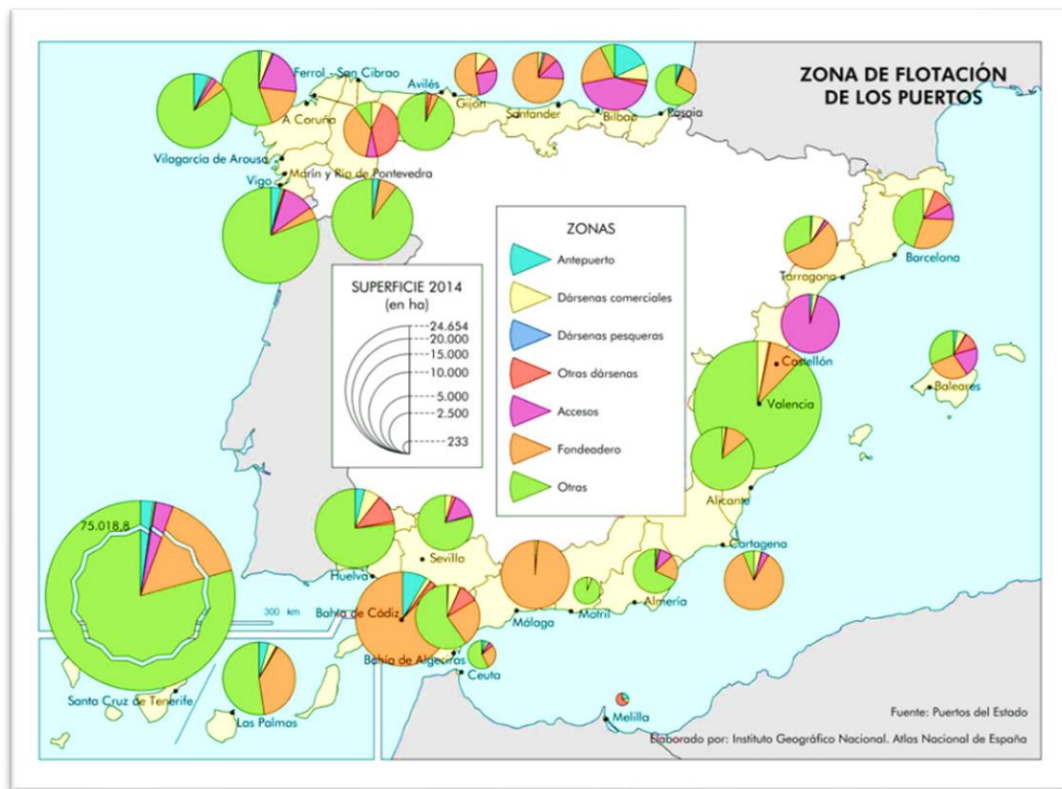 ZONA DE FLOTACIÓN
DE LOS PUERTOS
Ferrol - San Cibrao
Avilés
Gijón
A Coruña
Santander
Bilbao
Pasaia
Vilagarcía de Arousa
Marín y Ría de Pontevedra
Vigo
ZONAS
Antepuerto
Dársenas comerciales
Dársenas pesqueras
Otras dársenas
Accesos
Fondeadero
Otras
SUPERFICIE 2014
(en ha)
24.654
20.000
15.000
10.000
5.000
2.500
233
Barcelona
Tarragona
Castellón
Baleares
Valencia
Alicante
Cartagena
75.018,8
Sevilla
Huelva
300 km
Bahía de Cádiz
Málaga
Motril
Almería
Bahía de Algeciras
Ceuta
Santa Cruz de Tenerife
Las Palmas
Melilla
Fuente: Puertos del Estado
Elaborado por: Instituto Geográfico Nacional. Atlas Nacional de España